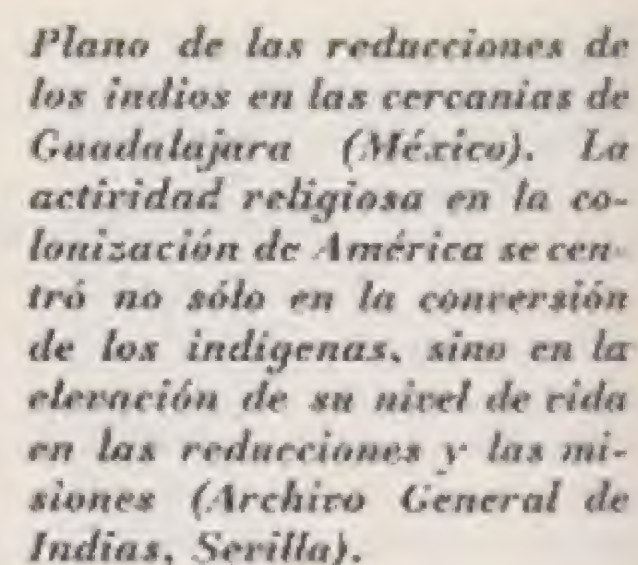 Plano de las reducciones de
los indios en las cercanias de
Guadalajara (México). La
actividad religiosa en la co-
lonización de América se cen-
tró no sólo en la conversión
de los indígenas, sino en la
elevación de su nivel de vida
en las reducciones y las mi-
siones (Archivo General de
Indias, Sevilla).